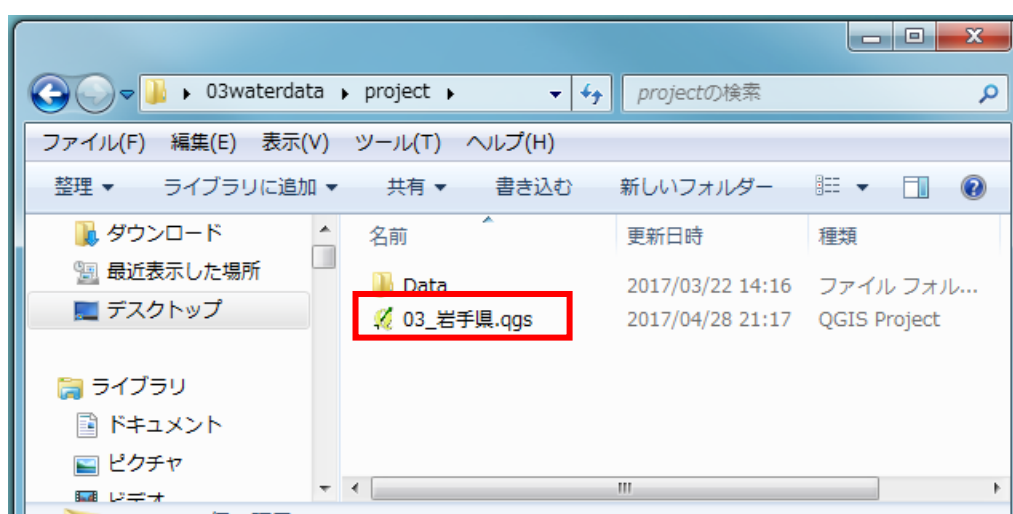 03waterdata project projectの検索
ファイル(F) 編集(E) 表示(V) ツール(T) ヘルプ(H)
整理 ライブラリに追加 共有 書き込む 新しいフォルダー
ダウンロード
最近表示した場所
デスクトップ
ライブラリ
ドキュメント
ピクチャ
ビデオ
名前 更新日時 種類
Data 2017/03/22 14:16 ファイル フォル...
03_岩手県.qgs 2017/04/28 21:17 QGIS Project